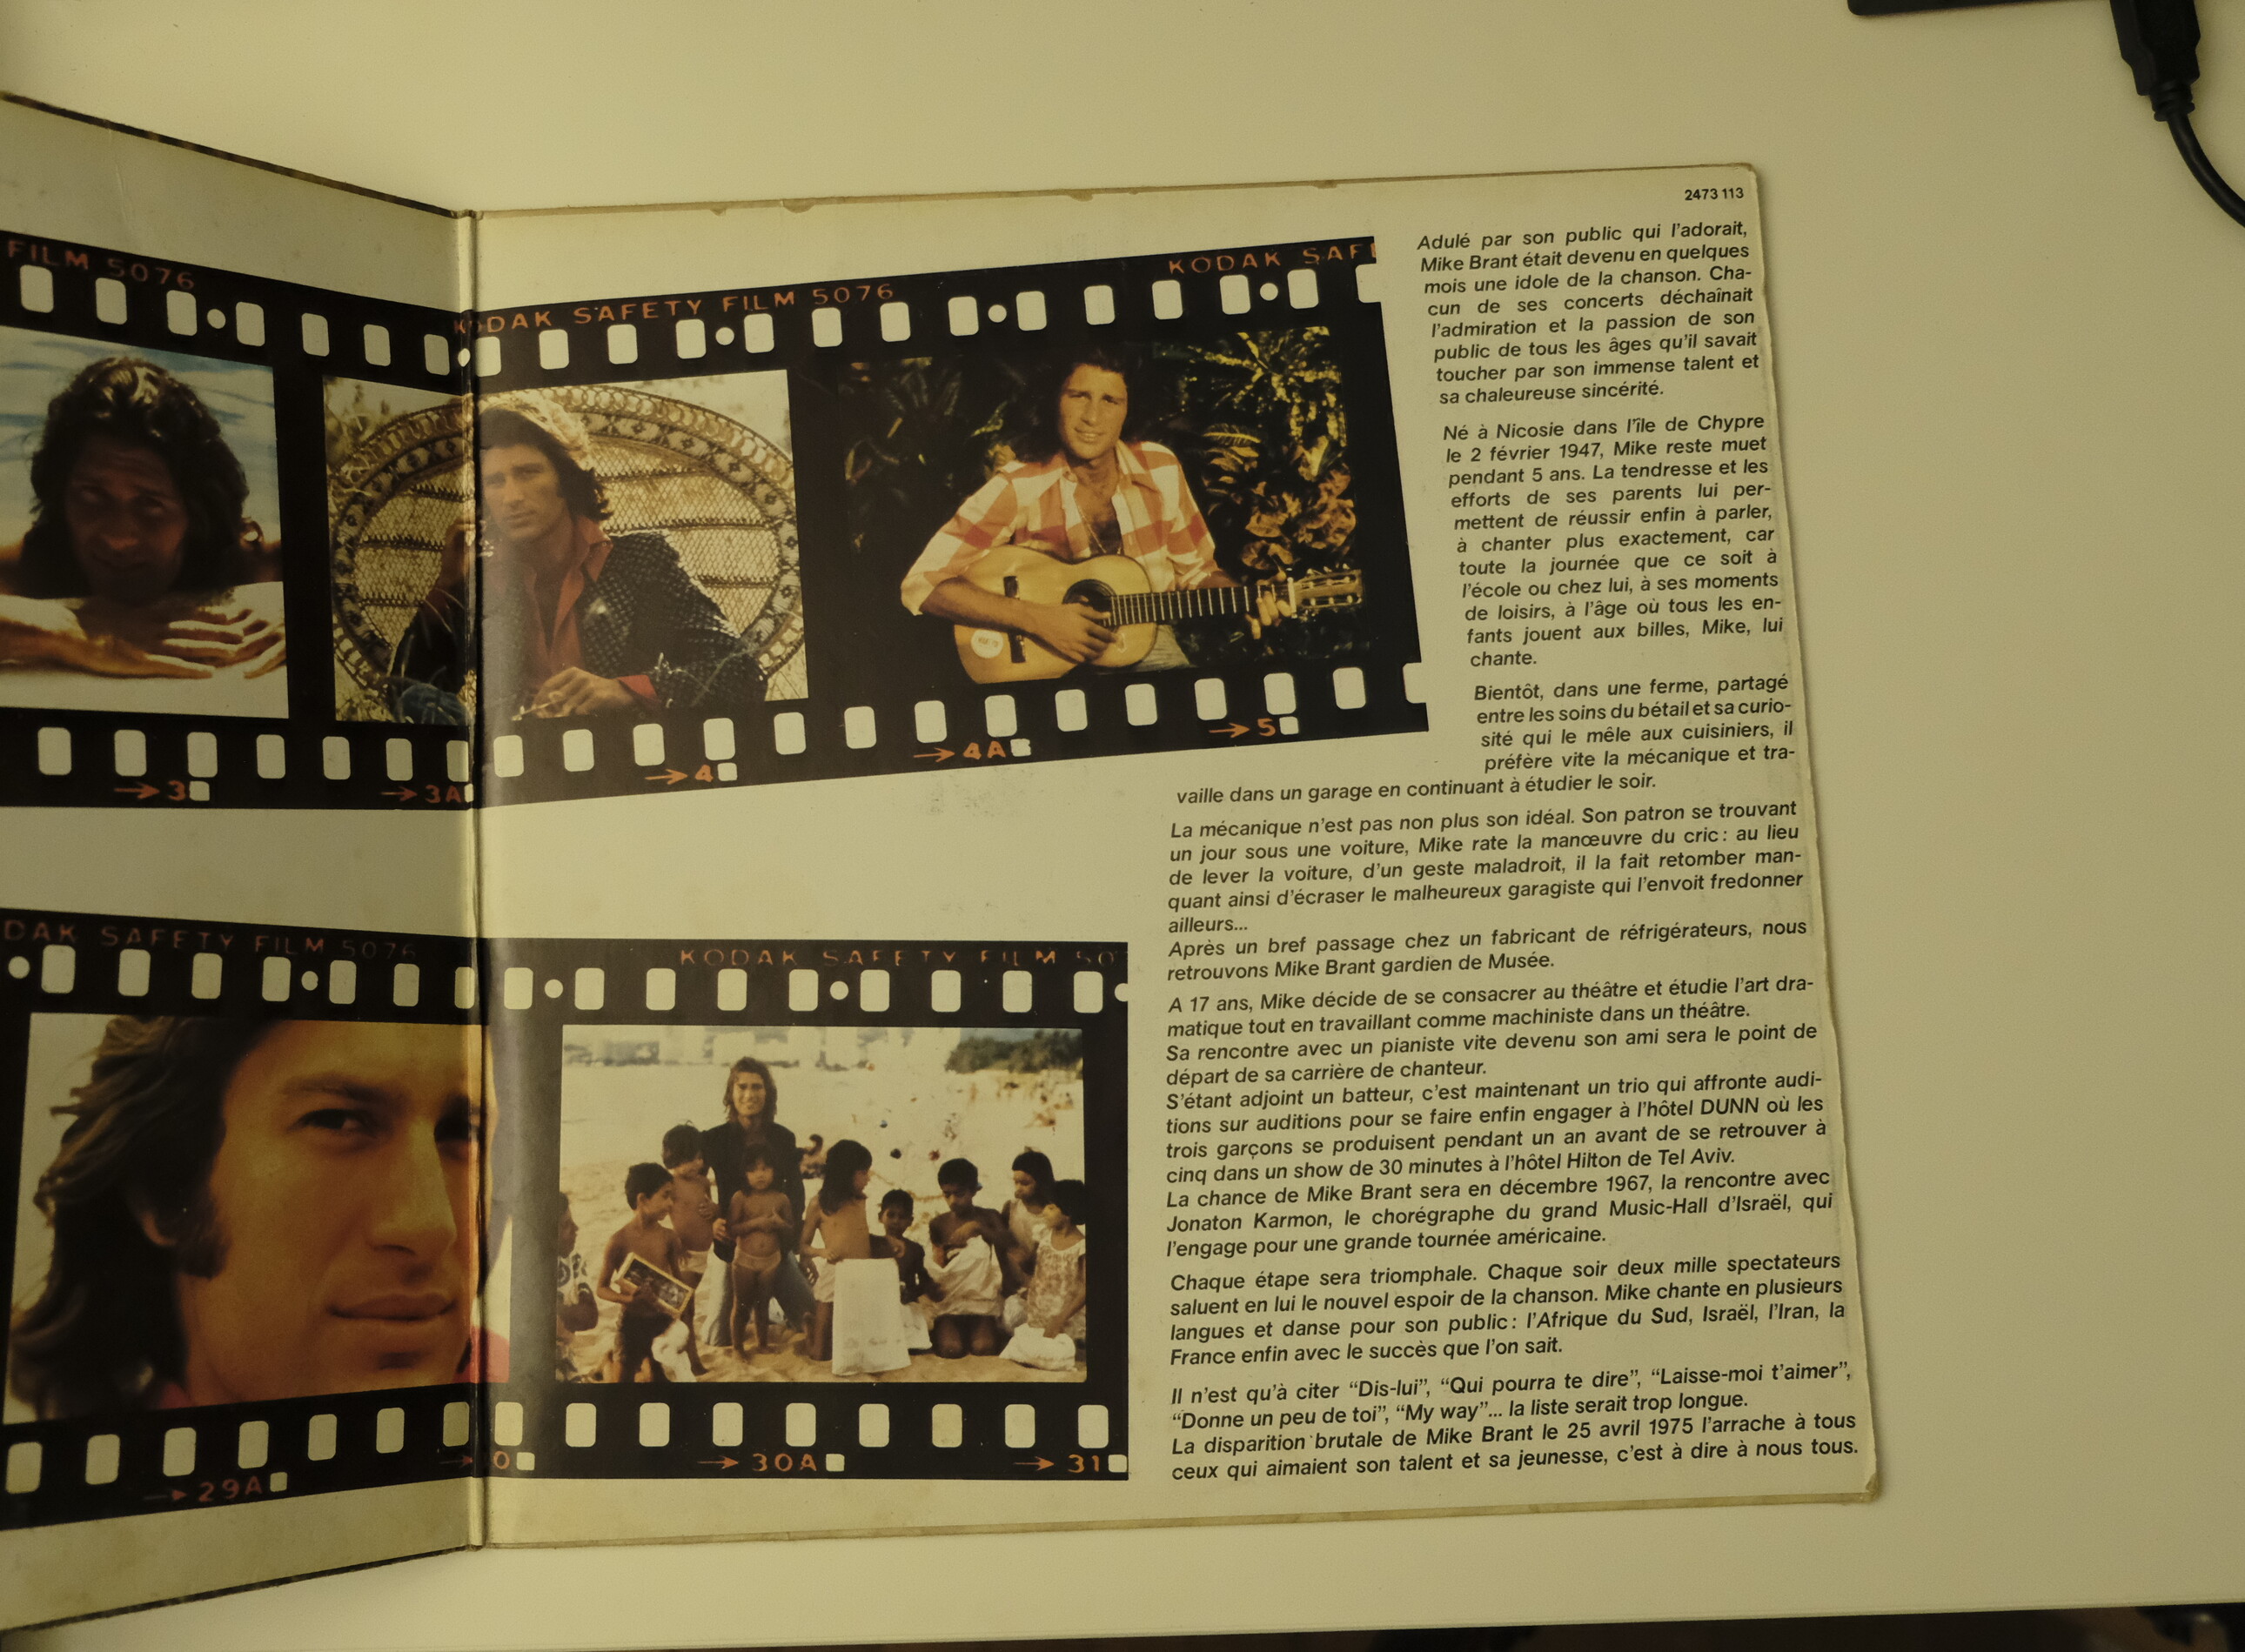 2473 113
FILM 5076
KODAK SAFETY FILM 5076
KODAK SAF
3
3A
4
4A
5
Adulé par son public qui l'adorait,
Mike Brant était devenu en quelques
mois une idole de la chanson. Cha-
cun de ses concerts déchaînait
l'admiration et la passion de son
public de tous les âges qu'il savait
toucher par son immense talent et
sa chaleureuse sincérité.
Né à Nicosie dans l'île de Chypre
le 2 février 1947, Mike reste muet
pendant 5 ans. La tendresse et les
efforts de ses parents lui per-
mettent de réussir enfin à parler,
à chanter plus exactement, car
toute la journée que ce soit à
l'école ou chez lui, à ses moments
de loisirs, à l'âge où tous les en-
fants jouent aux billes, Mike, lui
chante.
Bientôt, dans une ferme, partagé
entre les soins du bétail et sa curio-
sité qui le mêle aux cuisiniers, il
préfère vite la mécanique et tra-
vaille dans un garage en continuant à étudier le soir.
La mécanique n'est pas non plus son idéal. Son patron se trouvant
un jour sous une voiture, Mike rate la manœuvre du cric : au lieu
de lever la voiture, d'un geste maladroit, il la fait retomber man-
quant ainsi d'écraser le malheureux garagiste qui l'envoit fredonner
ailleurs...
Après un bref passage chez un fabricant de réfrigérateurs, nous
retrouvons Mike Brant gardien de Musée.
A 17 ans, Mike décide de se consacrer au théâtre et étudie l'art dra-
matique tout en travaillant comme machiniste dans un théâtre.
Sa rencontre avec un pianiste vite devenu son ami sera le point de
départ de sa carrière de chanteur.
S'étant adjoint un batteur, c'est maintenant un trio qui affronte audi-
tions sur auditions pour se faire enfin engager à l'hôtel DUNN où les
trois garçons se produisent pendant un an avant de se retrouver à
cinq dans un show de 30 minutes à l'hôtel Hilton de Tel Aviv.
La chance de Mike Brant sera en décembre 1967, la rencontre avec
Jonaton Karmon, le chorégraphe du grand Music-Hall d'Israël, qui
l'engage pour une grande tournée américaine.
Chaque étape sera triomphale. Chaque soir deux mille spectateurs
saluent en lui le nouvel espoir de la chanson. Mike chante en plusieurs
langues et danse pour son public : l'Afrique du Sud, Israël, l'Iran, la
France enfin avec le succès que l'on sait.
Il n'est qu'à citer “Dis-lui”, “Qui pourra te dire”, “Laisse-moi t'aimer”,
“Donne un peu de toi”, “My way”... la liste serait trop longue.
La disparition brutale de Mike Brant le 25 avril 1975 l'arrache à tous
ceux qui aimaient son talent et sa jeunesse, c'est à dire à nous tous.
DAK SAFETY FILM 5076
KODAK SAFETY FILM 50
29A
0
30A
31